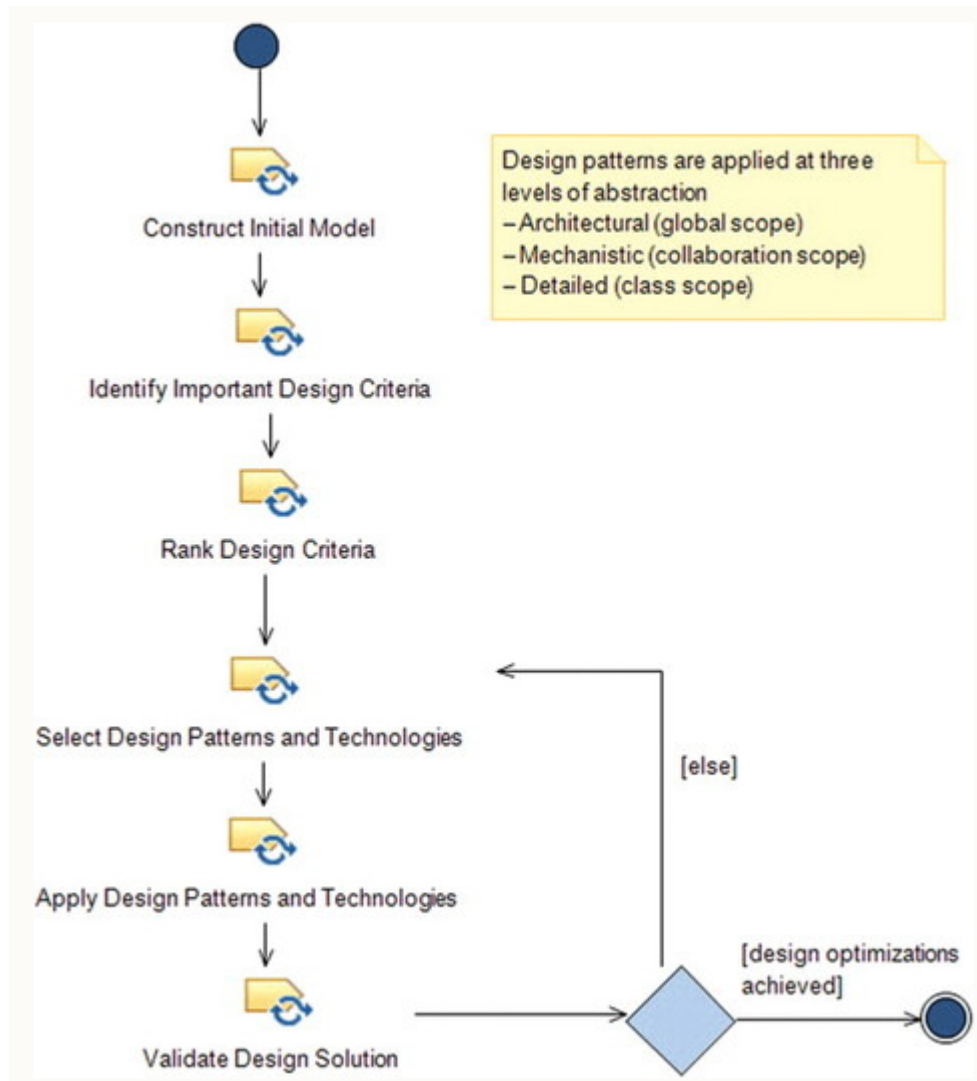 Design patterns are applied at three
levels of abstraction
– Architectural (global scope)
– Mechanistic (collaboration scope)
– Detailed (class scope)
Construct Initial Model
Identify Important Design Criteria
Rank Design Criteria
Select Design Patterns and Technologies
[else]
Apply Design Patterns and Technologies
[design optimizations
achieved]
Validate Design Solution